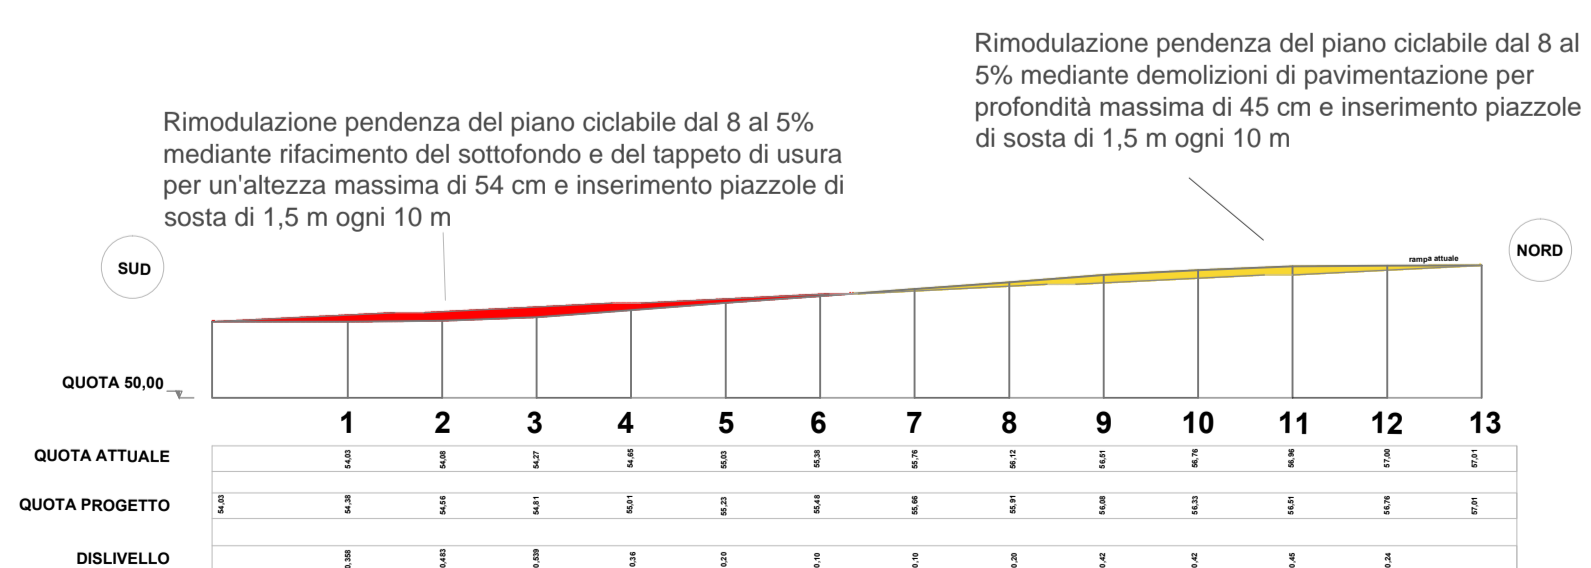 Rimodulazione pendenza del piano ciclabile dal 8 al
5% mediante demolizioni di pavimentazione per
profondità massima di 45 cm e inserimento piazzole
di sosta di 1,5 m ogni 10 m
Rimodulazione pendenza del piano ciclabile dal 8 al 5%
mediante rifacimento del sottofondo e del tappeto di usura
per un'altezza massima di 54 cm e inserimento piazzole di
sosta di 1,5 m ogni 10 m
SUD
NORD
rampa attuale
QUOTA 50,00
1 2 3 4 5 6 7 8 9 10 11 12 13
QUOTA ATTUALE 54,03 54,08 54,27 54,65 55,03 55,38 55,76 56,12 56,51 56,76 56,96 57,00 57,01
QUOTA PROGETTO 54,03 54,38 54,56 54,81 55,01 55,23 55,48 55,66 55,91 56,08 56,33 56,51 56,76 57,01
DISLIVELLO 0,358 0,483 0,539 0,36 0,20 0,10 0,10 0,20 0,42 0,42 0,45 0,24